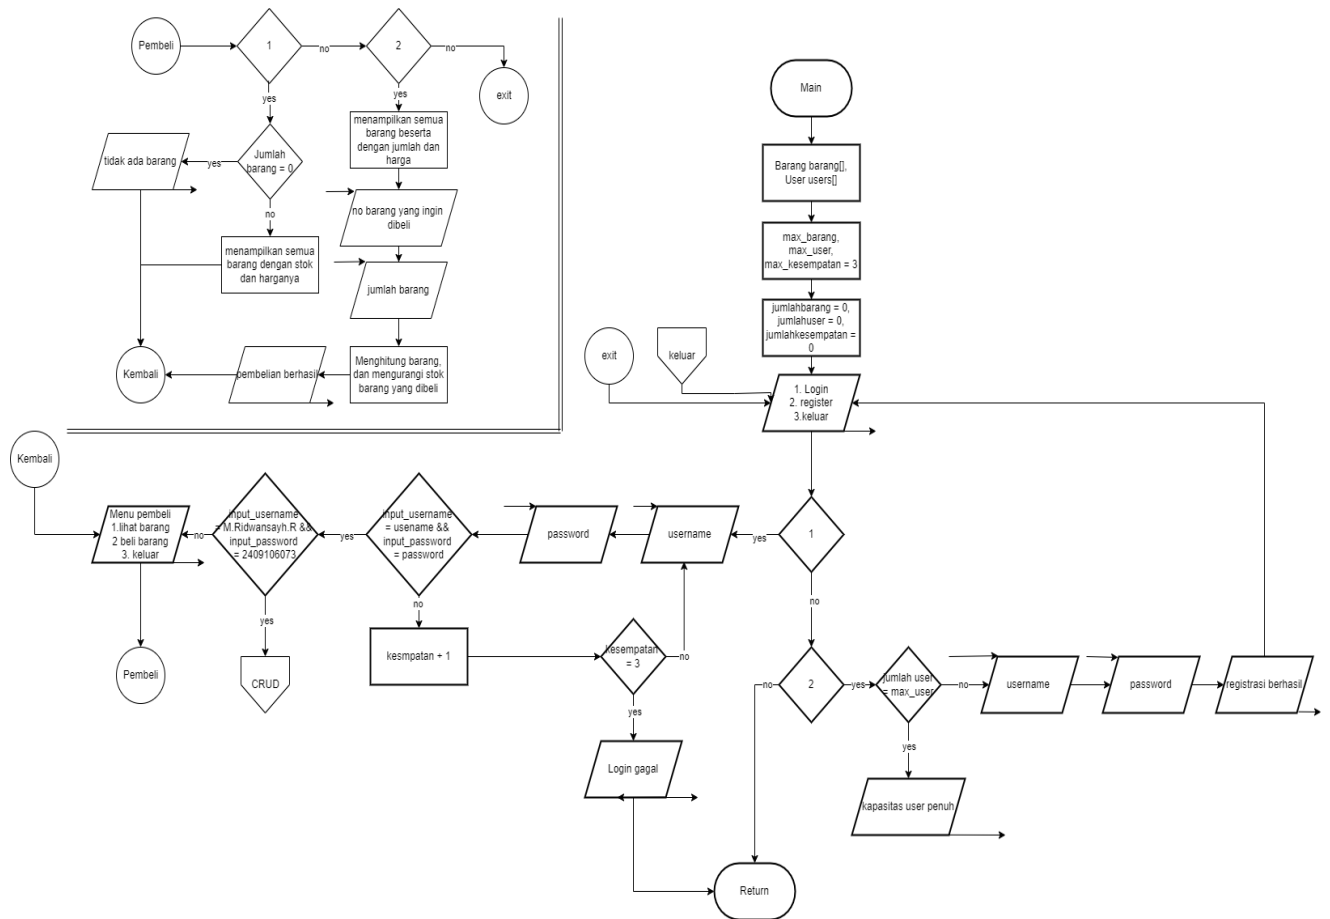 Pembeli
1
no
2
no
exit
yes
yes
menampilkan semua
barang beserta
dengan jumlah dan
harga
Jumlah
barang = 0
yes
tidak ada barang
no
menampilkan semua
barang dengan stok
dan harganya
no barang yang ingin
dibeli
jumlah barang
Menghitung barang,
dan mengurangi stok
barang yang dibeli
pembelian berhasil
Kembali
Main
Barang barang[],
User users[]
max_barang,
max_user,
max_kesempatan = 3
jumlahbarang = 0,
jumlahuser = 0,
jumlahkesempatan =
0
exit
keluar
1. Login
2. register
3.keluar
Kembali
Menu pembeli
1.lihat barang
2 beli barang
3. keluar
no
input_username
= M.Ridwansayh.R &&
input_password
= 2409106073
yes
input_username
= usename &&
input_password
= password
password
username
yes
1
no
yes
no
Pembeli
CRUD
kesmpatan + 1
kesempatan
= 3
no
yes
Login gagal
no
2
yes
jumlah user
= max_user
no
username
password
registrasi berhasil
yes
kapasitas user penuh
Return